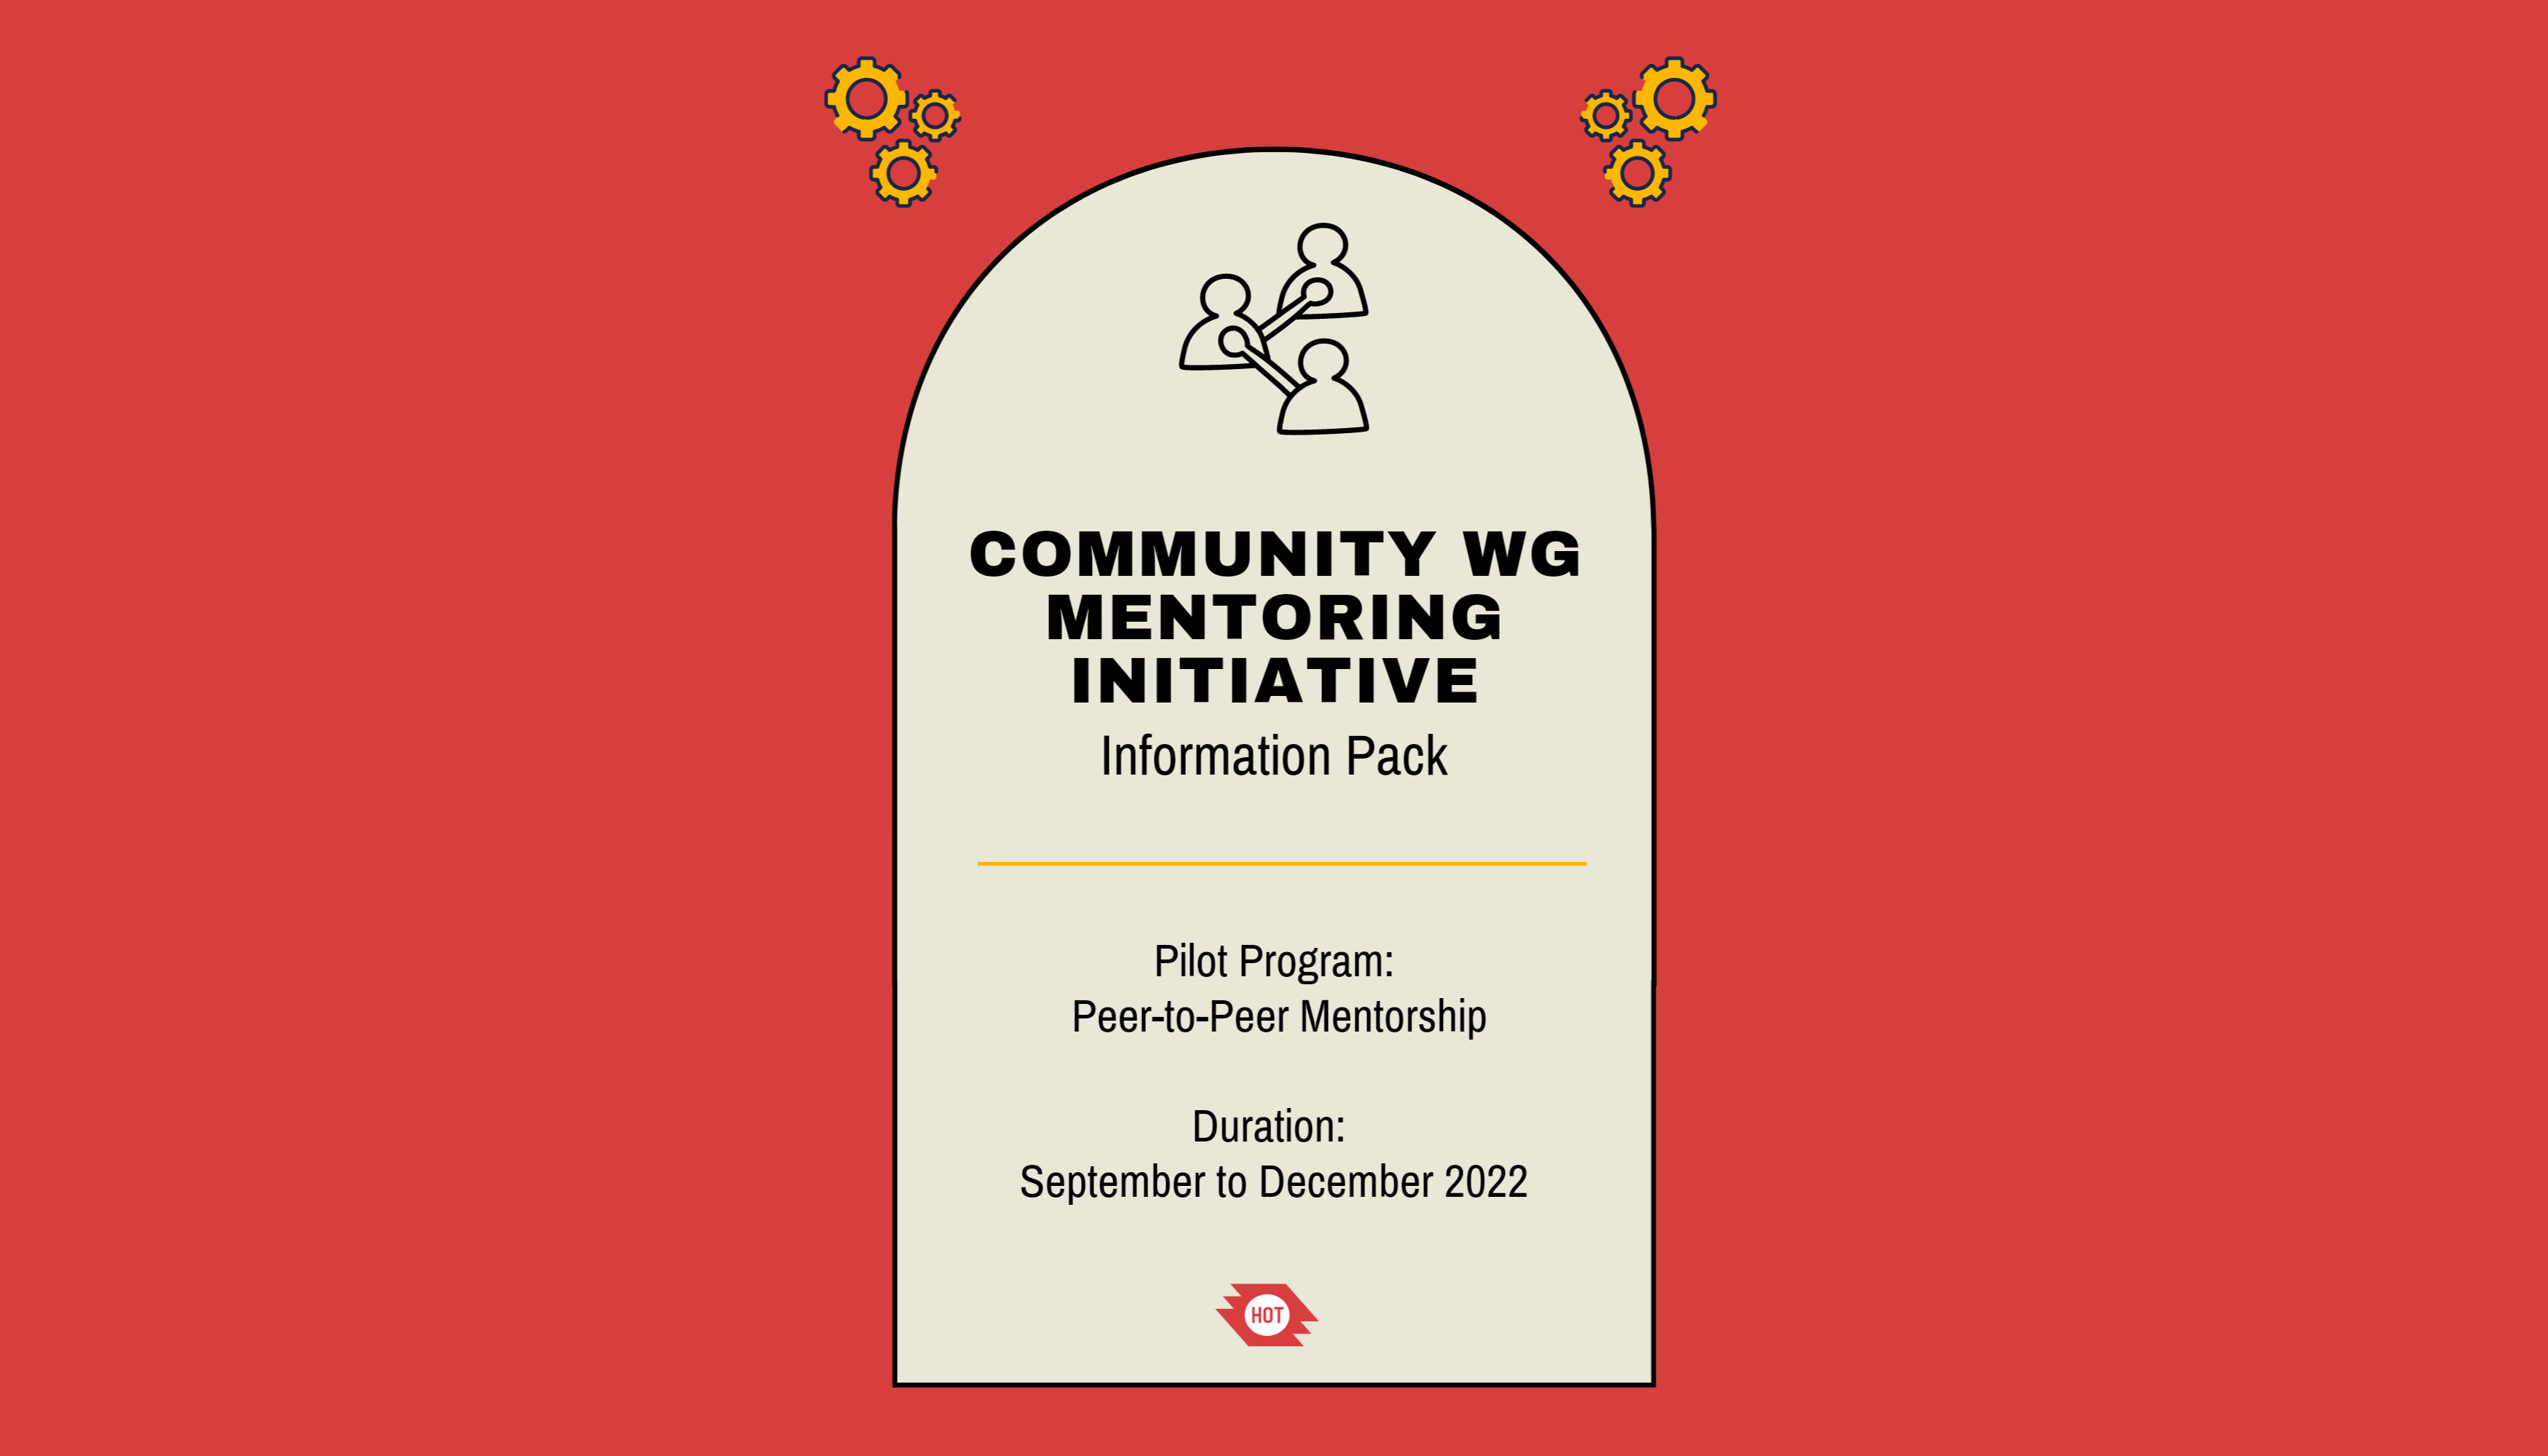 COMMUNITY WG
MENTORING
INITIATIVE
Information Pack
Pilot Program:
Peer-to-Peer Mentorship
Duration:
September to December 2022
HOT